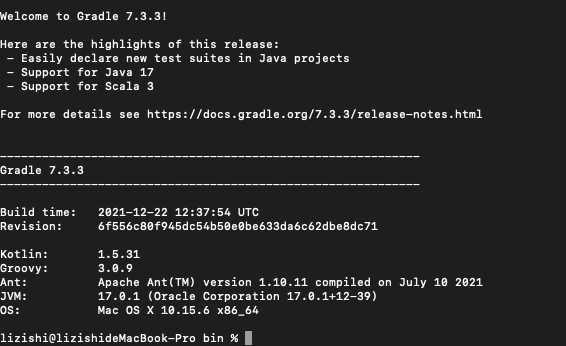 Welcome to Gradle 7.3.3!
Here are the highlights of this release:
- Easily declare new test suites in Java projects
- Support for Java 17
- Support for Scala 3
For more details see https://docs.gradle.org/7.3.3/release-notes.html
------------------------------------------------------------
Gradle 7.3.3
------------------------------------------------------------
Build time:   2021-12-22 12:37:54 UTC
Revision:     6f556c80f945dc54b50e0be633da6c62dbe8dc71
Kotlin:       1.5.31
Groovy:       3.0.9
Ant:          Apache Ant(TM) version 1.10.11 compiled on July 10 2021
JVM:          17.0.1 (Oracle Corporation 17.0.1+12-39)
OS:           Mac OS X 10.15.6 x86_64
lizishi@lizishideMacBook-Pro bin %